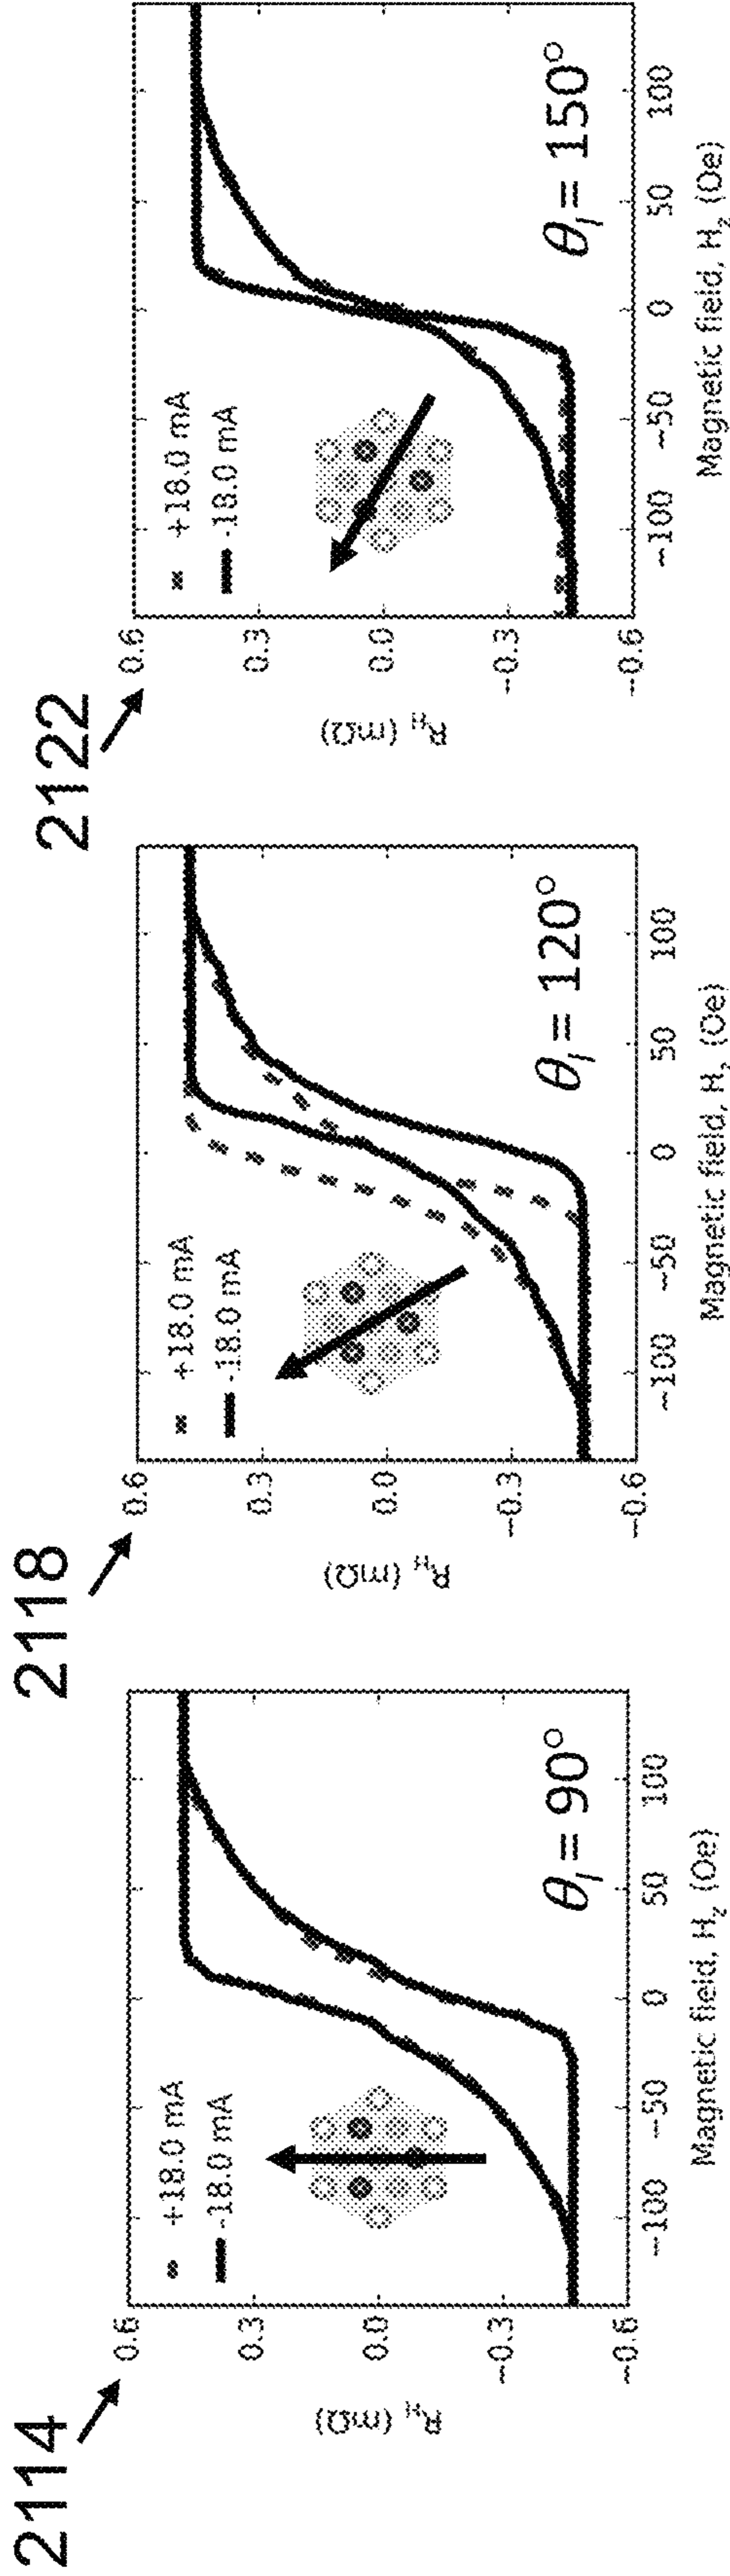 2114
0.6
0.3
0.0
−0.3
−0.6
R_H (mΩ)
+18.0 mA
-18.0 mA
θ_I = 90°
−100 −50 0 50 100
Magnetic field, H_z (Oe)
2118
0.6
0.3
0.0
−0.3
−0.6
R_H (mΩ)
+18.0 mA
-18.0 mA
θ_I = 120°
−100 −50 0 50 100
Magnetic field, H_z (Oe)
2122
0.6
0.3
0.0
−0.3
−0.6
R_H (mΩ)
+18.0 mA
-18.0 mA
θ_I = 150°
−100 −50 0 50 100
Magnetic field, H_z (Oe)